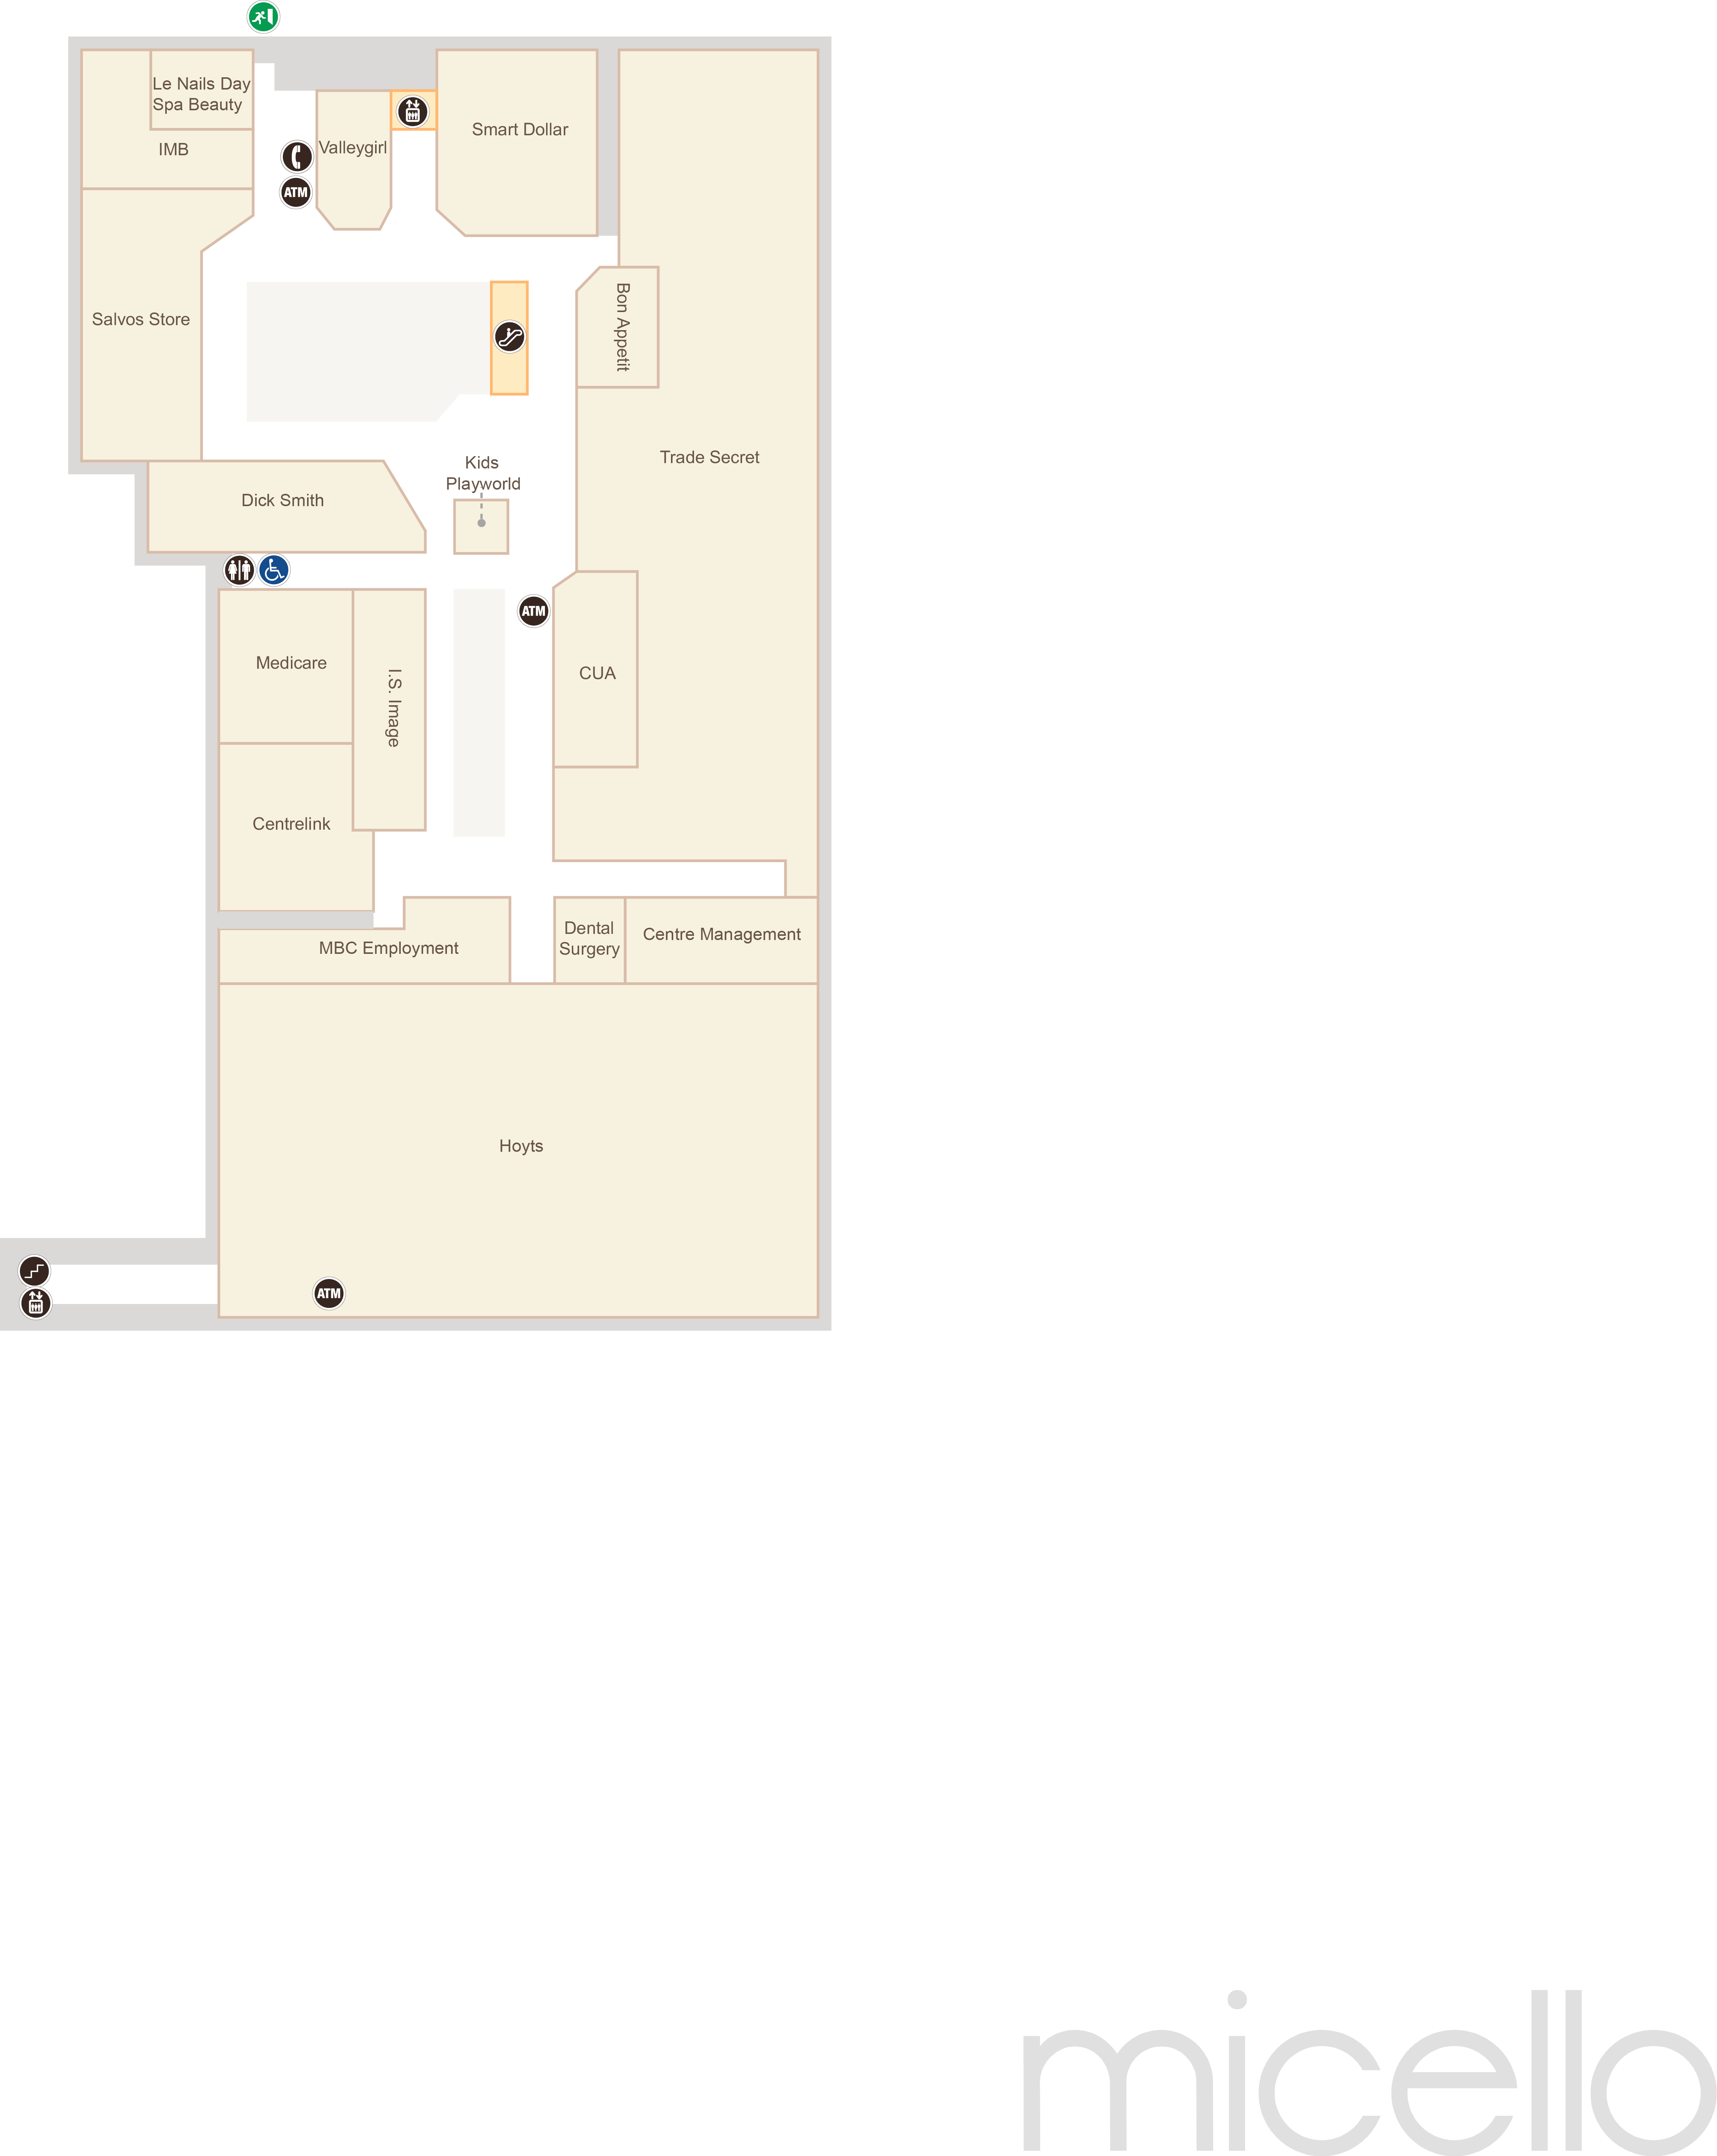 Le Nails Day
Spa Beauty
IMB
Valleygirl
Smart Dollar
ATM
Salvos Store
Bon Appetit
Trade Secret
Kids
Playworld
Dick Smith
ATM
Medicare
I.S. Image
CUA
Centrelink
MBC Employment
Dental
Surgery
Centre Management
Hoyts
ATM
micello